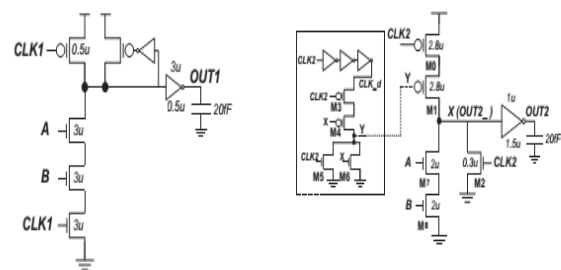 CLK1
0.5u
3u
OUT1
0.5u
20fF
A
3u
B
3u
CLK1
3u
CLK2
CLK_d
CLK2
M3
X
M4
Y
CLK2
M5
X
M6
CLK2
2.8u
M0
Y
2.8u
M1
1u
X (OUT2_)
OUT2
1.5u
20fF
A
2u
M7
0.3u
CLK2
M2
B
2u
M8